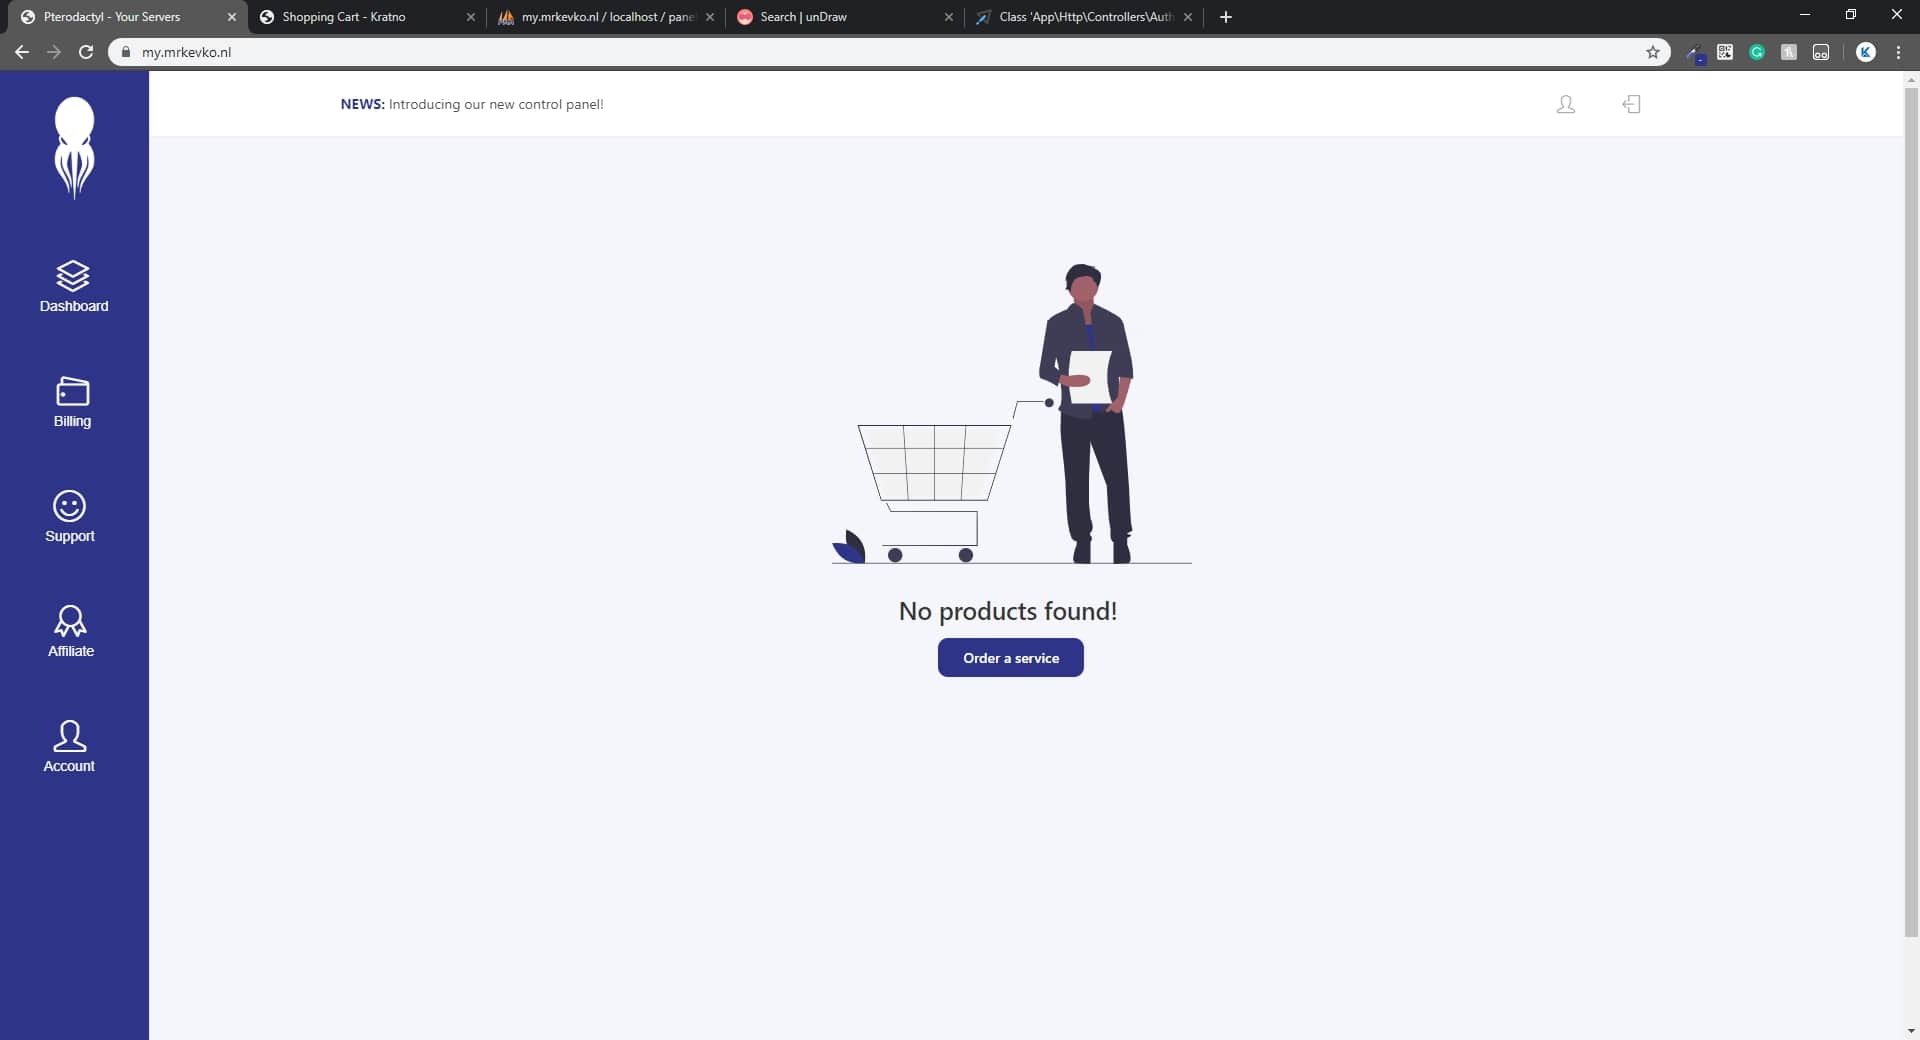 Pterodactyl - Your Servers
Shopping Cart - Kratno
my.mrkevko.nl / localhost / pane
Search | unDraw
Class 'App\Http\Controllers\Auth
my.mrkevko.nl
NEWS: Introducing our new control panel!
Dashboard
Billing
Support
Affiliate
Account
No products found!
Order a service